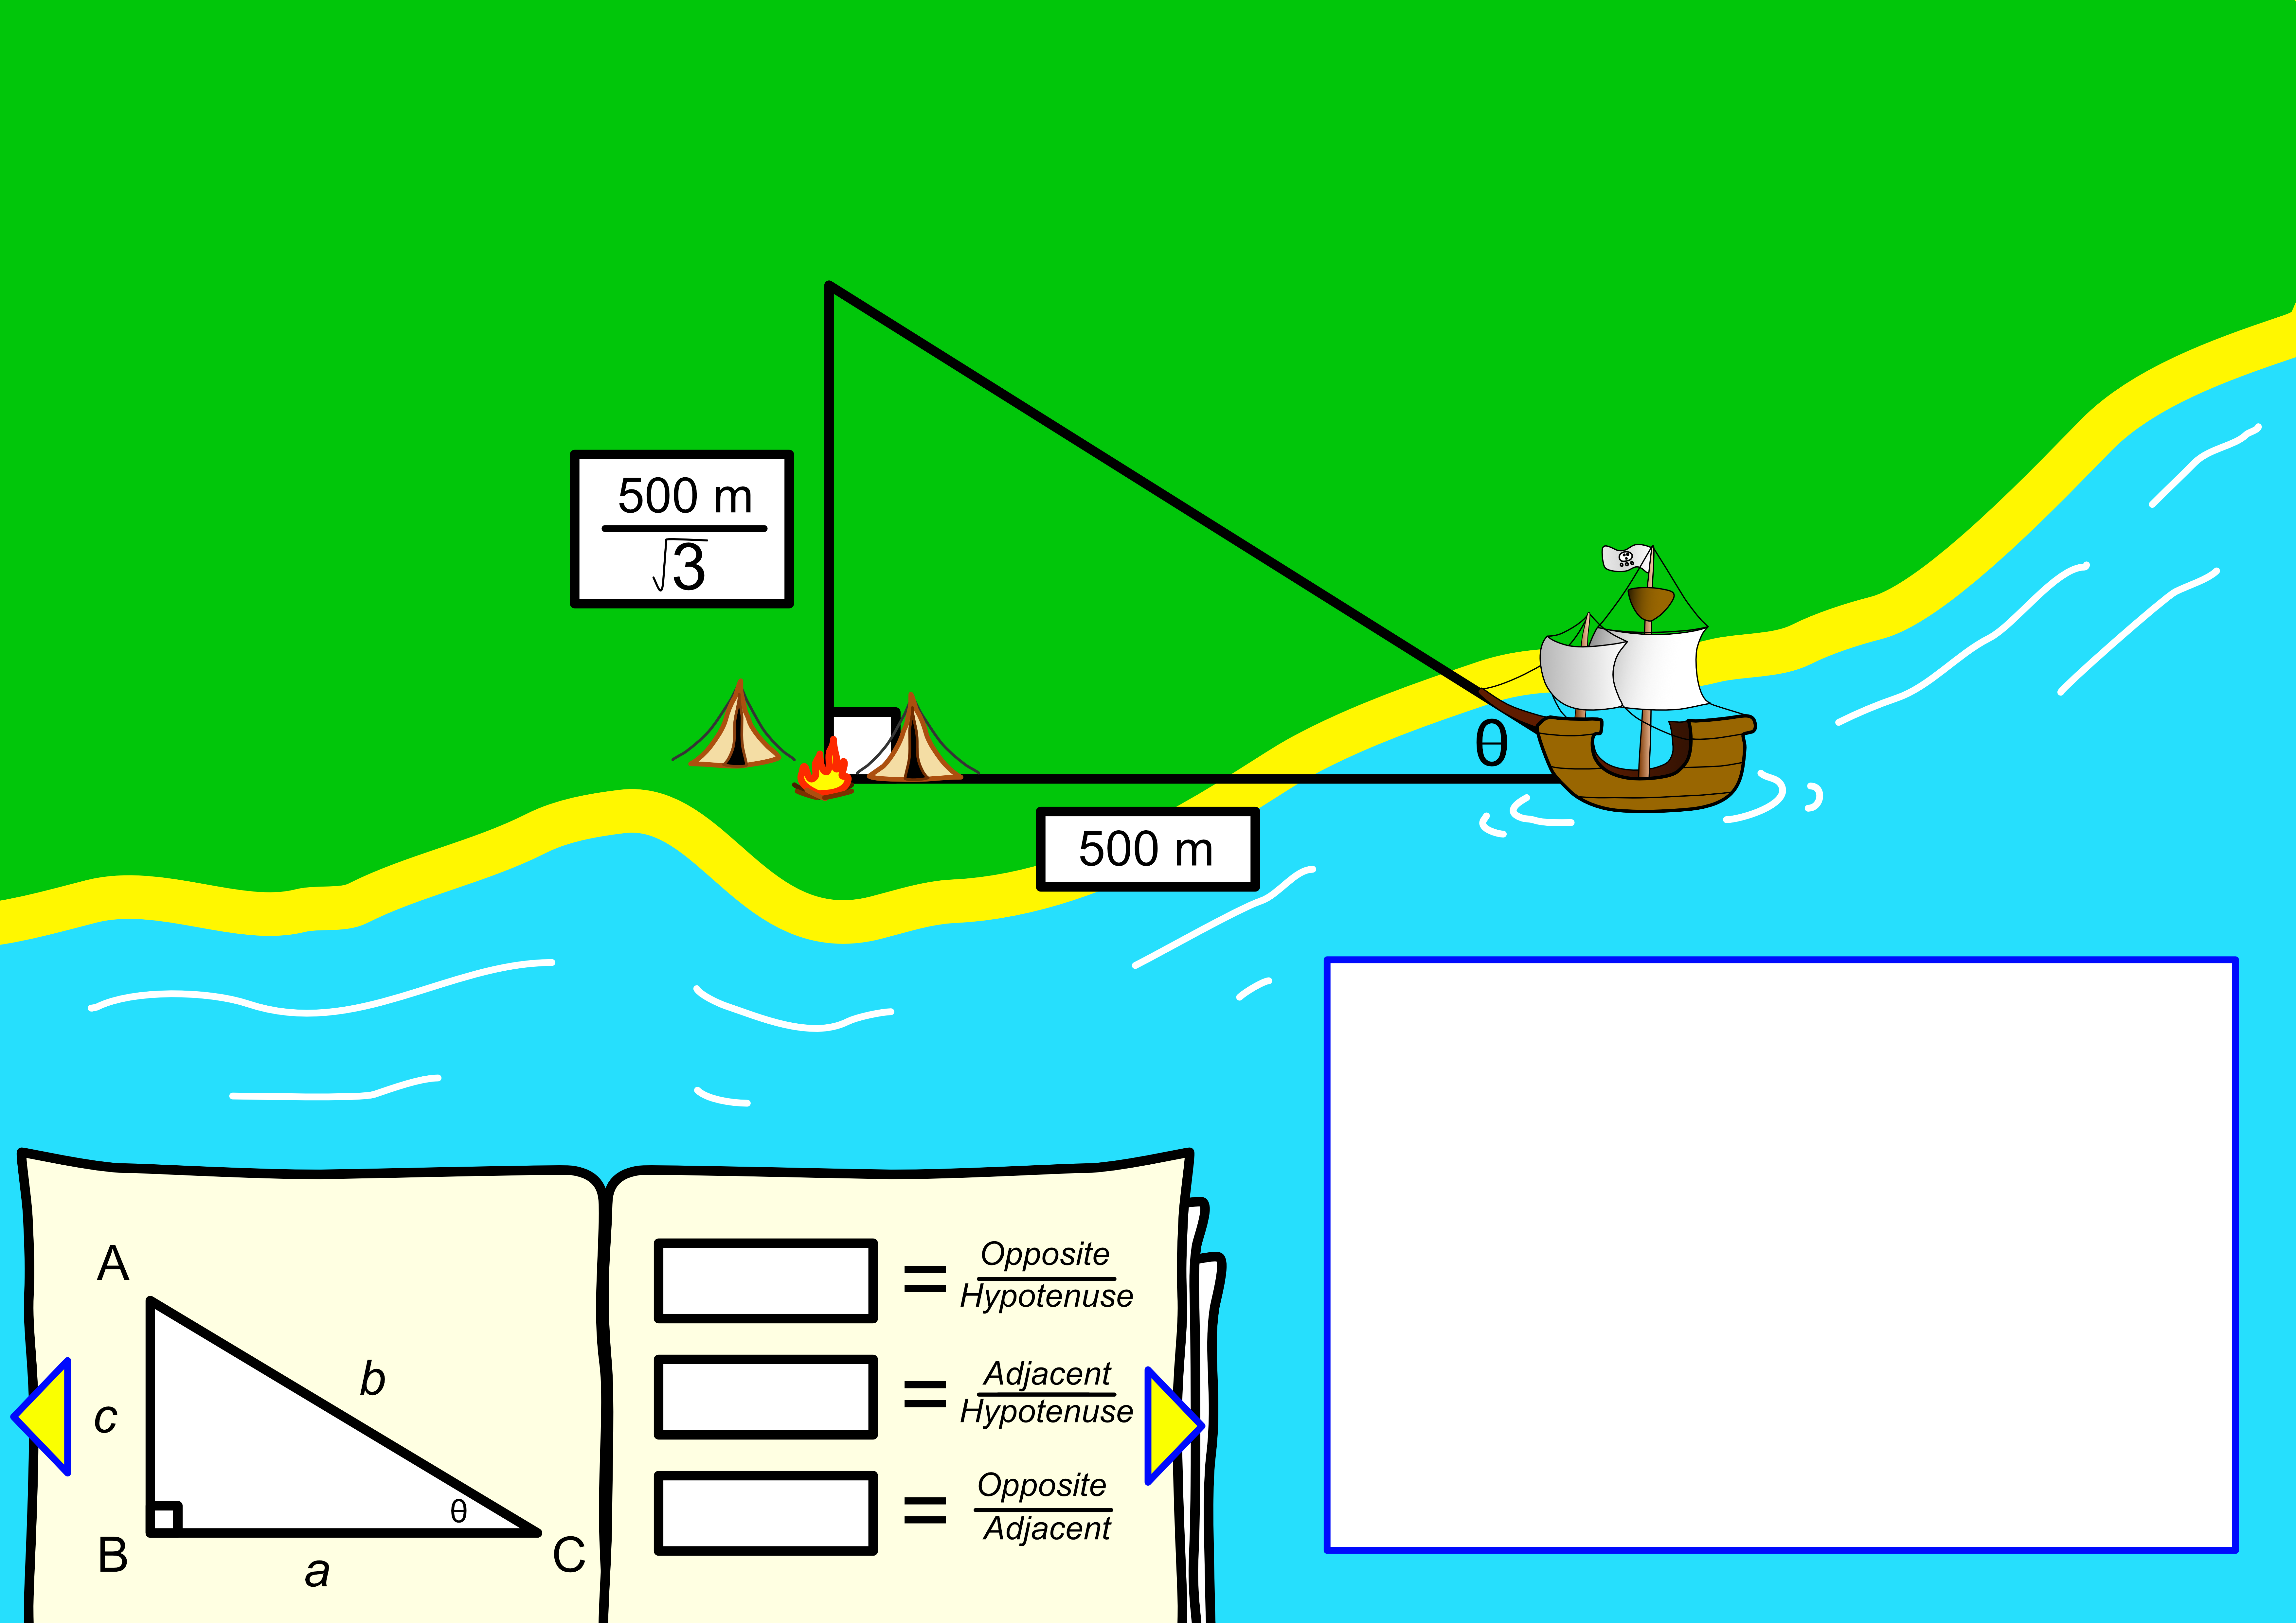 500 m
√3
θ
500 m
A
b
c
θ
B
a
C
= Opposite
Hypotenuse
= Adjacent
Hypotenuse
= Opposite
Adjacent